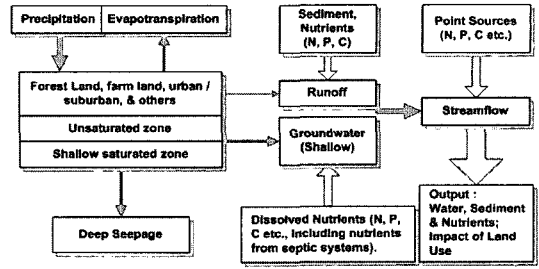 Precipitation
Evapotranspiration
Sediment,
Nutrients
(N, P, C)
Point Sources
(N, P, C etc.)
Forest Land, farm land, urban /
suburban, & others
Unsaturated zone
Shallow saturated zone
Runoff
Groundwater
(Shallow)
Streamflow
Deep Seepage
Dissolved Nutrients (N, P,
C etc., including nutrients
from septic systems).
Output :
Water, Sediment
& Nutrients;
Impact of Land
Use